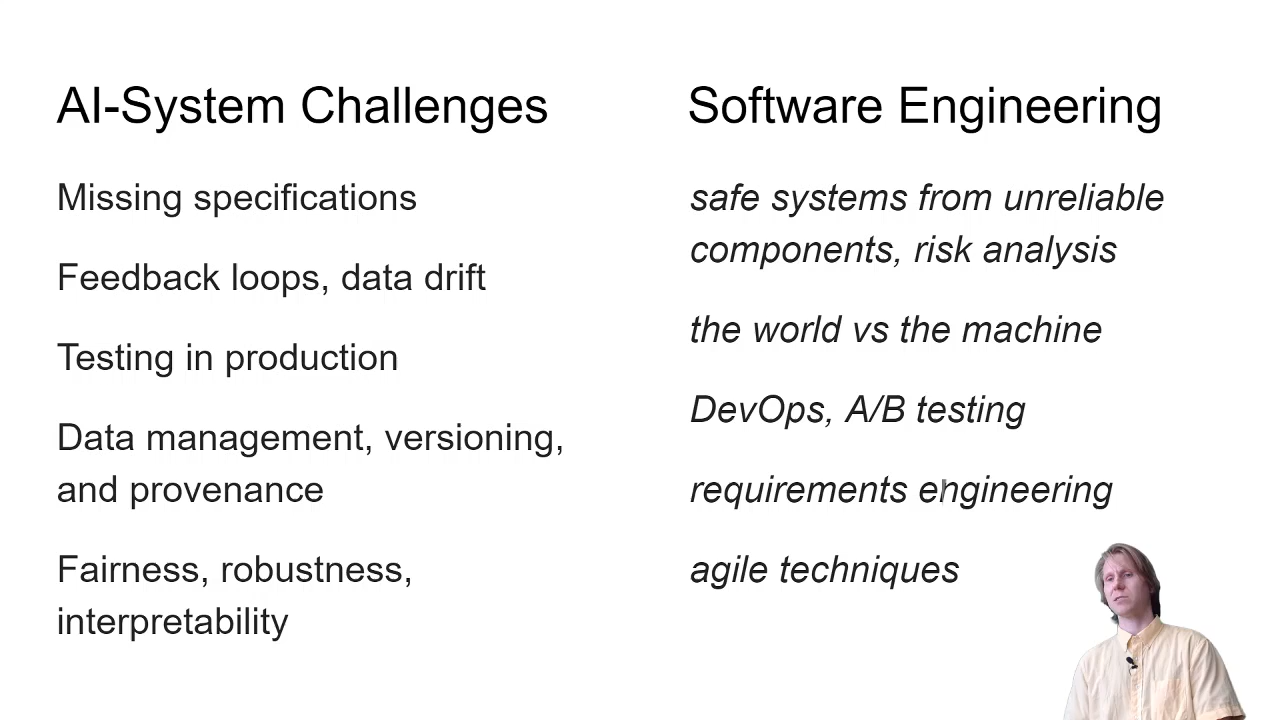 AI-System Challenges
Missing specifications
Feedback loops, data drift
Testing in production
Data management, versioning,
and provenance
Fairness, robustness,
interpretability
Software Engineering
safe systems from unreliable
components, risk analysis
the world vs the machine
DevOps, A/B testing
requirements engineering
agile techniques